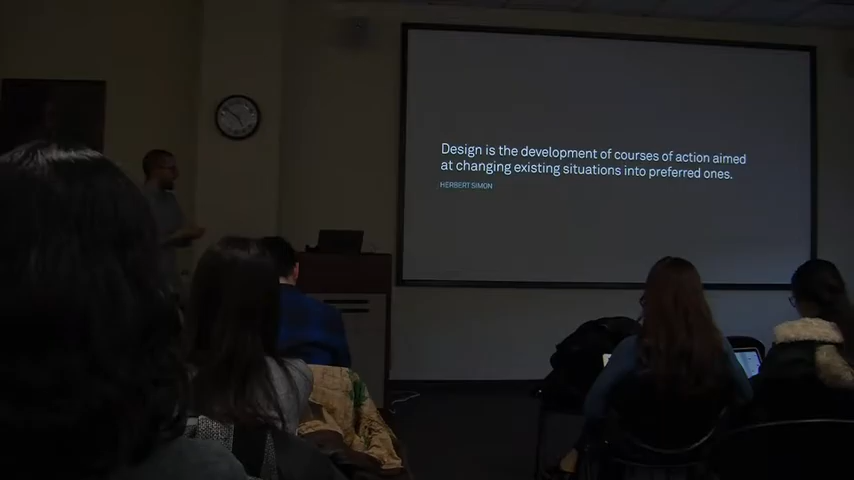 Design is the development of courses of action aimed
at changing existing situations into preferred ones.
HERBERT SIMON